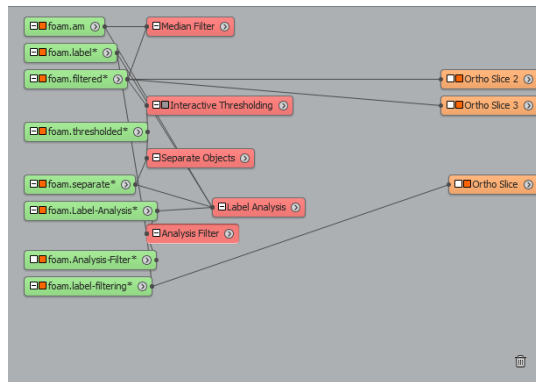 foam.am
Median Filter
foam.label*
foam.filtered*
Ortho Slice 2
Interactive Thresholding
Ortho Slice 3
foam.thresholded*
Separate Objects
foam.separate*
Ortho Slice
foam.Label-Analysis*
Label Analysis
Analysis Filter
foam.Analysis-Filter*
foam.label-filtering*